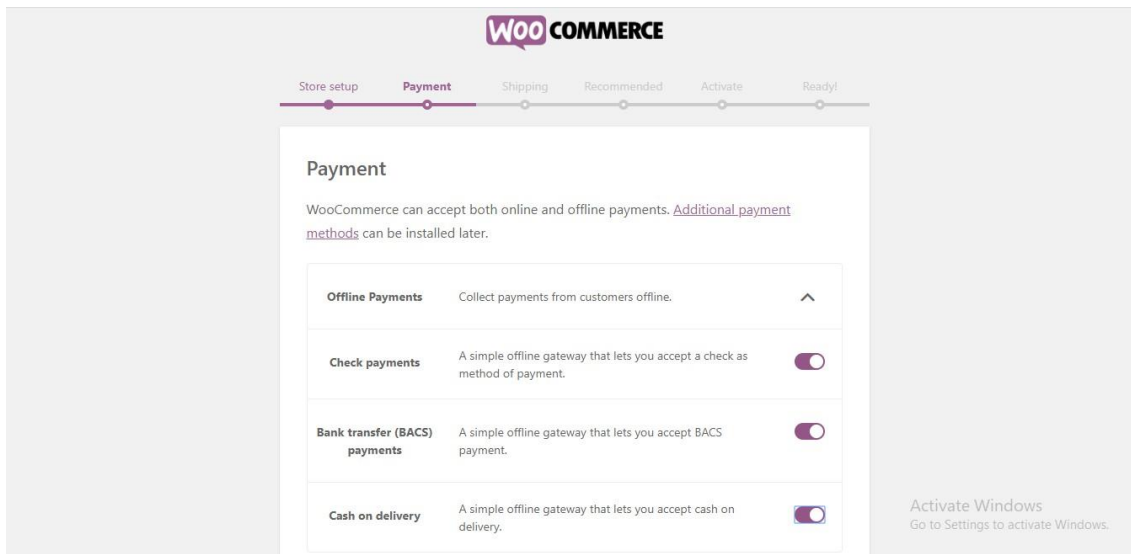 WOO COMMERCE
Store setup Payment Shipping Recommended Activate Ready!
Payment
WooCommerce can accept both online and offline payments. Additional payment
methods can be installed later.
Offline Payments Collect payments from customers offline.
Check payments A simple offline gateway that lets you accept a check as
method of payment.
Bank transfer (BACS) A simple offline gateway that lets you accept BACS
payments payment.
Cash on delivery A simple offline gateway that lets you accept cash on
delivery.
Activate Windows
Go to Settings to activate Windows.